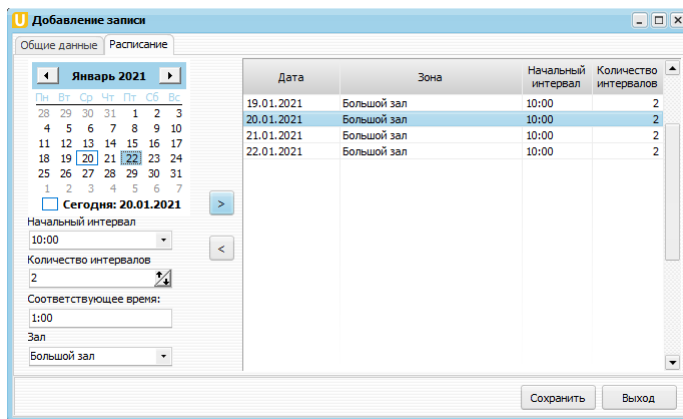 U Добавление записи
Общие данные Расписание
Январь 2021
Пн Вт Ср Чт Пт Сб Вс
28 29 30 31 1 2 3
4 5 6 7 8 9 10
11 12 13 14 15 16 17
18 19 20 21 22 23 24
25 26 27 28 29 30 31
1 2 3 4 5 6 7
Сегодня: 20.01.2021
Начальный интервал
10:00
Количество интервалов
2
Соответствующее время:
1:00
Зал
Большой зал
>
<
Дата Зона Начальный интервал Количество интервалов
19.01.2021 Большой зал 10:00 2
20.01.2021 Большой зал 10:00 2
21.01.2021 Большой зал 10:00 2
22.01.2021 Большой зал 10:00 2
Сохранить Выход